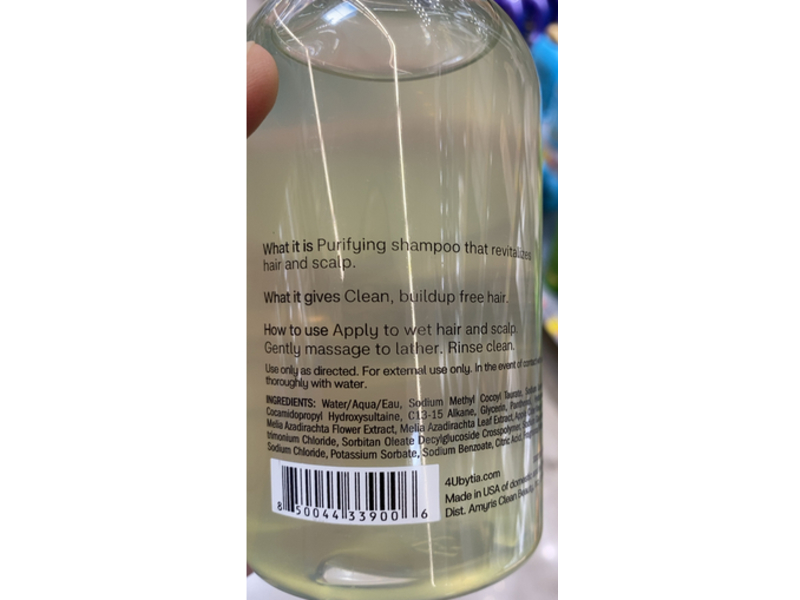 What it is Purifying shampoo that revitalizes
hair and scalp.
What it gives Clean, buildup free hair.
How to use Apply to wet hair and scalp.
Gently massage to lather. Rinse clean.
Use only as directed. For external use only. In the event of contact
thoroughly with water.
INGREDIENTS: Water/Aqua/Eau, Sodium Methyl Cocoyl Taurate,
Cocamidopropyl Hydroxysultaine, C13-15 Alkane, Glycerin,
Melia Azadirachta Flower Extract, Melia Azadirachta Leaf Extract,
trimonium Chloride, Sorbitan Oleate Decylglucoside Crosspolymer,
Sodium Chloride, Potassium Sorbate, Sodium Benzoate, Citric Acid,
4Ubytia.com
Made in USA of
Dist. Amyris Clean
8 50044 33900 6